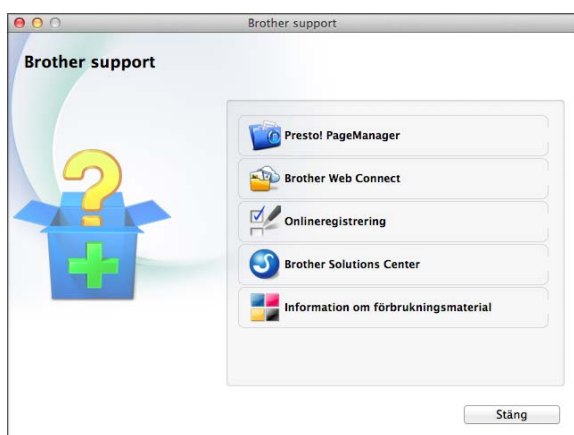 Brother support
Brother support
Presto! PageManager
Brother Web Connect
Onlineregistrering
Brother Solutions Center
Information om förbrukningsmaterial
Stäng